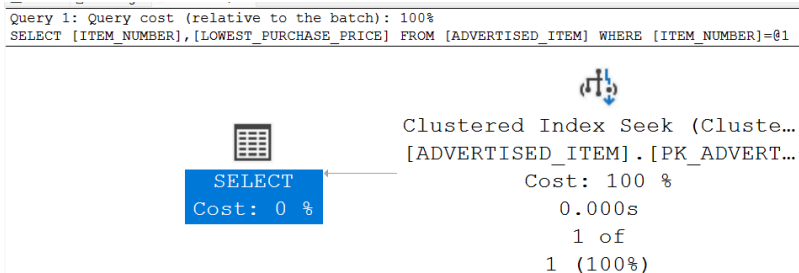 Query 1: Query cost (relative to the batch): 100%
SELECT [ITEM_NUMBER],[LOWEST_PURCHASE_PRICE] FROM [ADVERTISED_ITEM] WHERE [ITEM_NUMBER]=@1
Clustered Index Seek (Cluste…
[ADVERTISED_ITEM].[PK_ADVERT…
Cost: 100 %
0.000s
1 of
1 (100%)
SELECT
Cost: 0 %